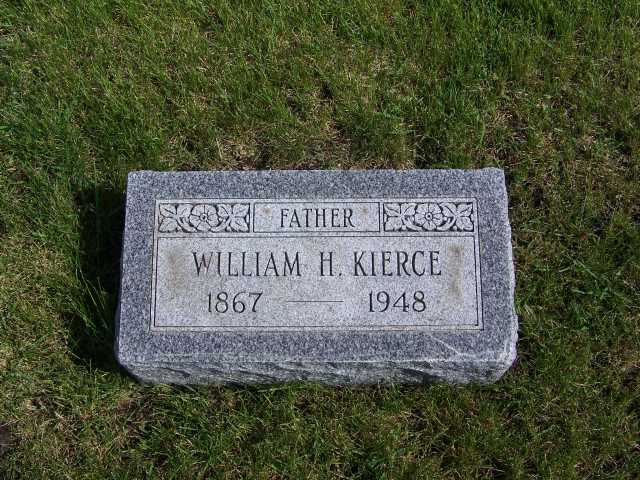 FATHER
WILLIAM H. KIERCE
1867 — 1948